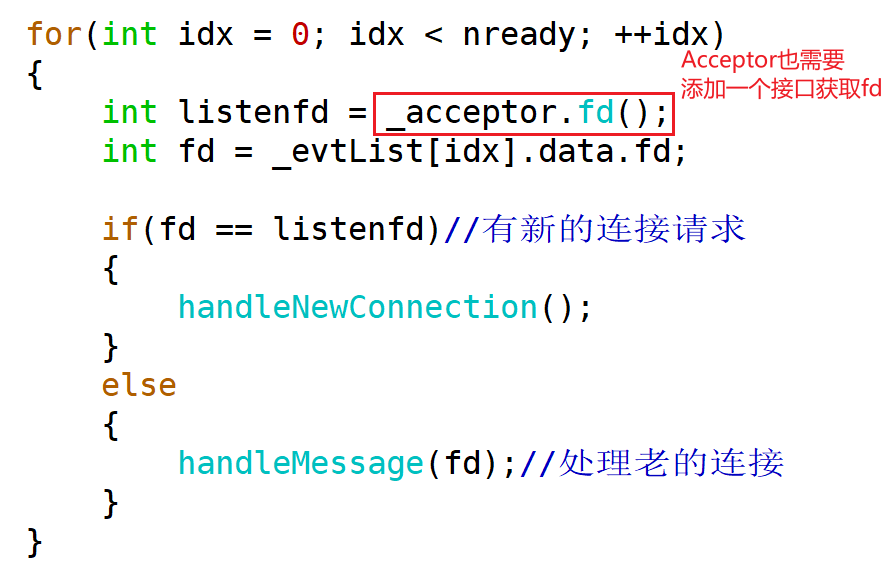 for(int idx = 0; idx < nready; ++idx)
{
Acceptor也需要
添加一个接口获取fd
int listenfd = _acceptor.fd();
int fd = _evtList[idx].data.fd;
if(fd == listenfd)//有新的连接请求
{
handleNewConnection();
}
else
{
handleMessage(fd);//处理老的连接
}
}